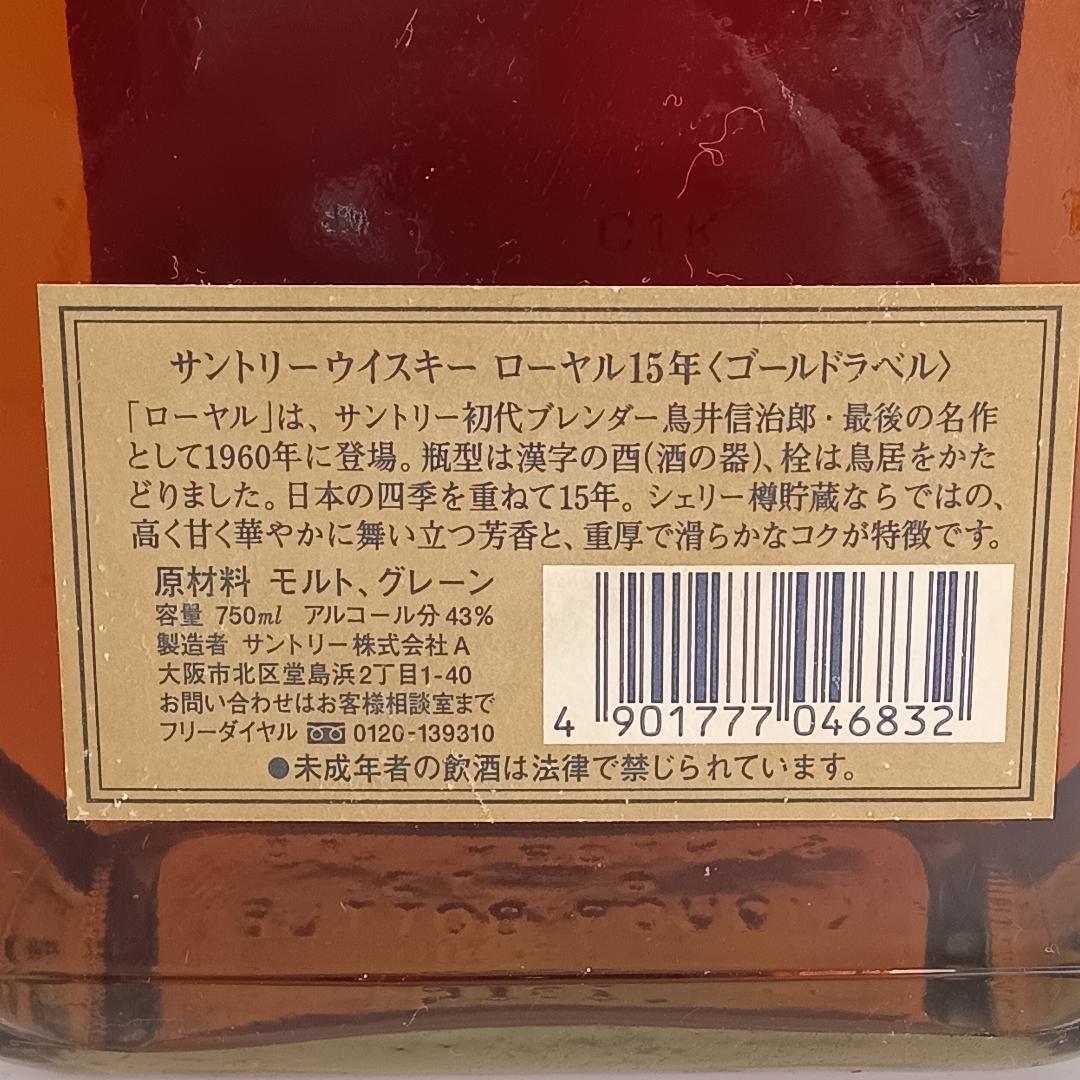 C1K
サントリーウイスキー ローヤル15年〈ゴールドラベル〉
「ローヤル」は、サントリー初代ブレンダー鳥井信治郎・最後の名作
として1960年に登場。瓶型は漢字の酉(酒の器)、栓は鳥居をかた
どりました。日本の四季を重ねて15年。シェリー樽貯蔵ならではの、
高く甘く華やかに舞い立つ芳香と、重厚で滑らかなコクが特徴です。
原材料 モルト、グレーン
容量 750ml アルコール分43%
製造者 サントリー株式会社A
大阪市北区堂島浜2丁目1-40
お問い合わせはお客様相談室まで
フリーダイヤル 0120-139310
4 901777 046832
●未成年者の飲酒は法律で禁じられています。